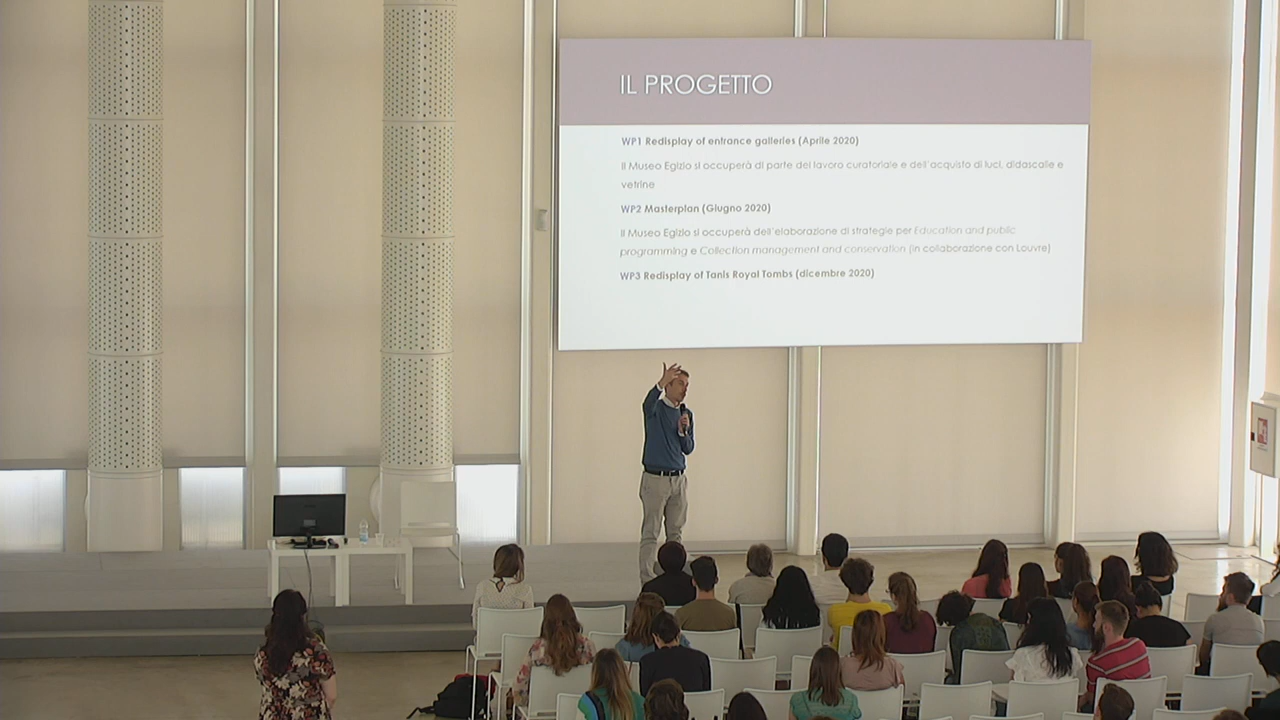 IL PROGETTO
WP1 Redisplay of entrance galleries (Aprile 2020)
Il Museo Egizio si occuperà di parte del lavoro curatoriale e dell'acquisto di luci, didascalie e
vetrine
WP2 Masterplan (Giugno 2020)
Il Museo Egizio si occuperà dell'elaborazione di strategie per Education and public
programming e Collection management and conservation (in collaborazione con Louvre)
WP3 Redisplay of Tanis Royal Tombs (dicembre 2020)